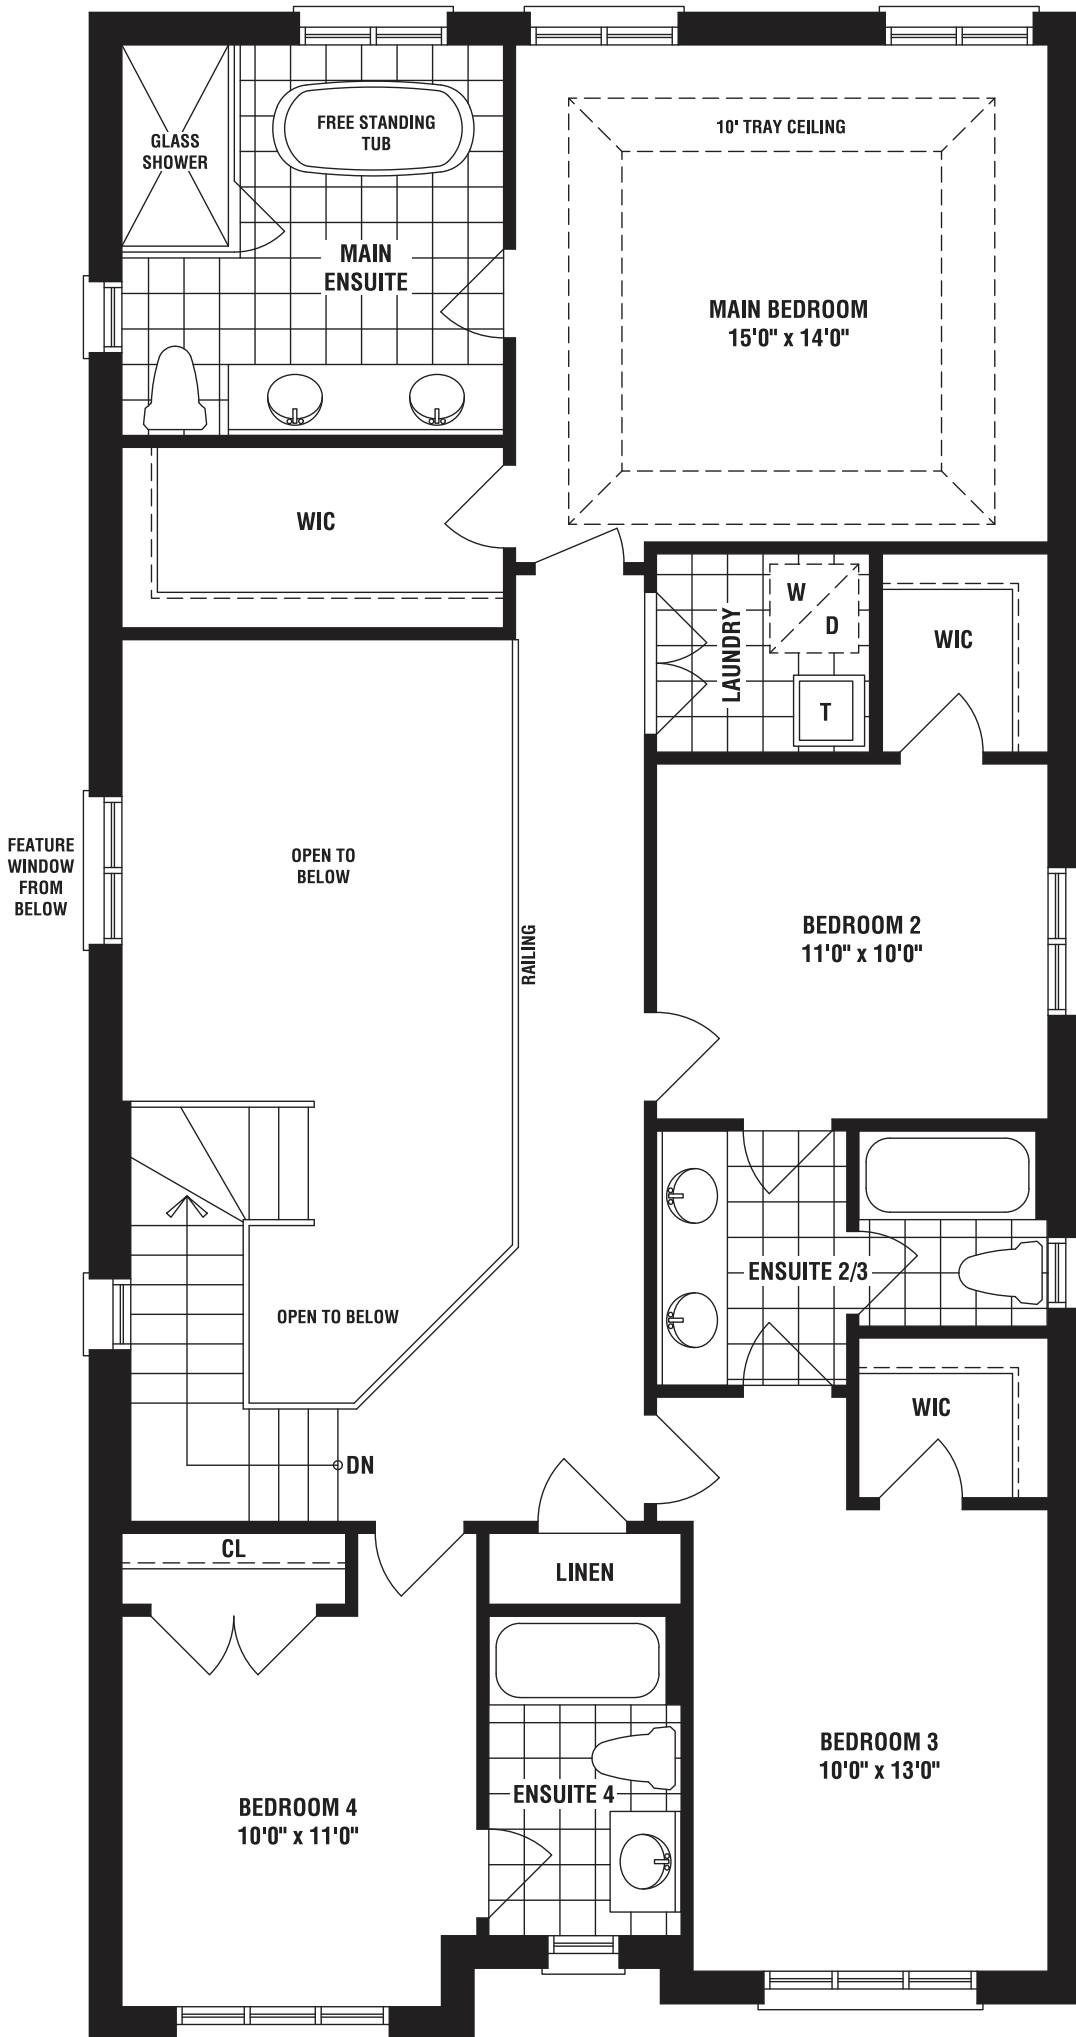 GLASS
SHOWER
FREE STANDING
TUB
10' TRAY CEILING
MAIN
ENSUITE
MAIN BEDROOM
15'0" x 14'0"
WIC
LAUNDRY
W
D
T
WIC
FEATURE
WINDOW
FROM
BELOW
OPEN TO
BELOW
RAILING
BEDROOM 2
11'0" x 10'0"
ENSUITE 2/3
OPEN TO BELOW
WIC
DN
CL
LINEN
BEDROOM 3
10'0" x 13'0"
ENSUITE 4
BEDROOM 4
10'0" x 11'0"